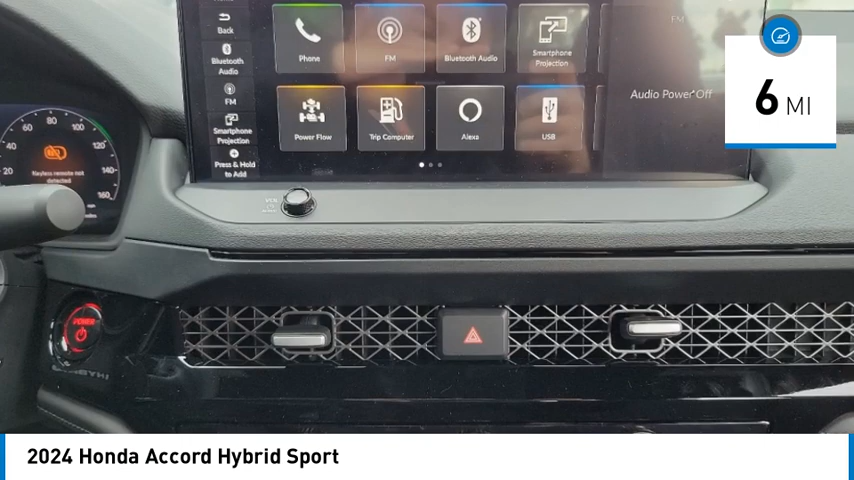 Back
Bluetooth
Audio
FM
Smartphone
Projection
Press & Hold
to Add
Phone
FM
Bluetooth Audio
Smartphone
Projection
Power Flow
Trip Computer
Alexa
USB
FM
Audio Power Off
6 MI
20
40
60
80
100
120
140
160
mph
Keyless remote not
detected
POWER
2024 Honda Accord Hybrid Sport